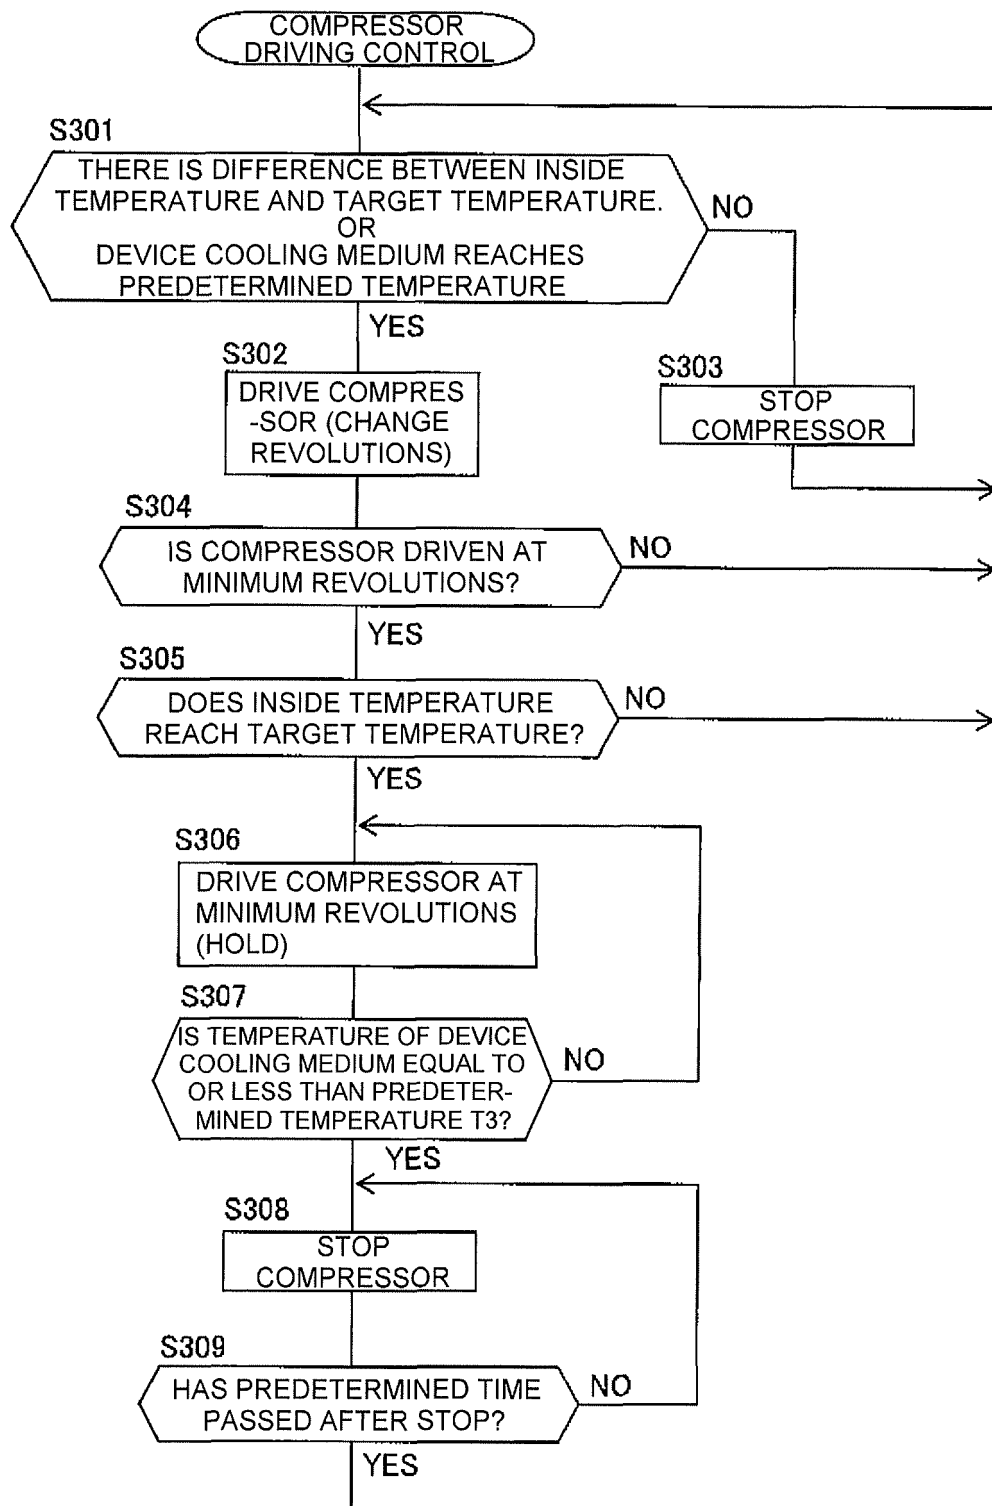 COMPRESSOR
DRIVING CONTROL
S301
THERE IS DIFFERENCE BETWEEN INSIDE
TEMPERATURE AND TARGET TEMPERATURE.
OR
DEVICE COOLING MEDIUM REACHES
PREDETERMINED TEMPERATURE
NO
YES
S302
DRIVE COMPRES
-SOR (CHANGE
REVOLUTIONS)
S303
STOP
COMPRESSOR
S304
IS COMPRESSOR DRIVEN AT
MINIMUM REVOLUTIONS?
NO
YES
S305
DOES INSIDE TEMPERATURE
REACH TARGET TEMPERATURE?
NO
YES
S306
DRIVE COMPRESSOR AT
MINIMUM REVOLUTIONS
(HOLD)
S307
IS TEMPERATURE OF DEVICE
COOLING MEDIUM EQUAL TO
OR LESS THAN PREDETER-
MINED TEMPERATURE T3?
NO
YES
S308
STOP
COMPRESSOR
S309
HAS PREDETERMINED TIME
PASSED AFTER STOP?
NO
YES